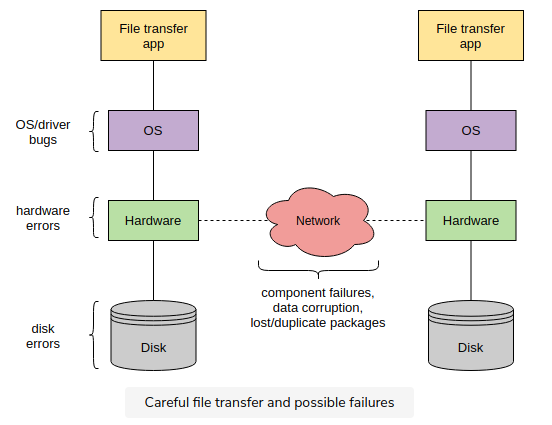 File transfer
app
File transfer
app
OS/driver
bugs
OS
OS
hardware
errors
Hardware
Network
Hardware
component failures,
data corruption,
lost/duplicate packages
disk
errors
Disk
Disk
Careful file transfer and possible failures